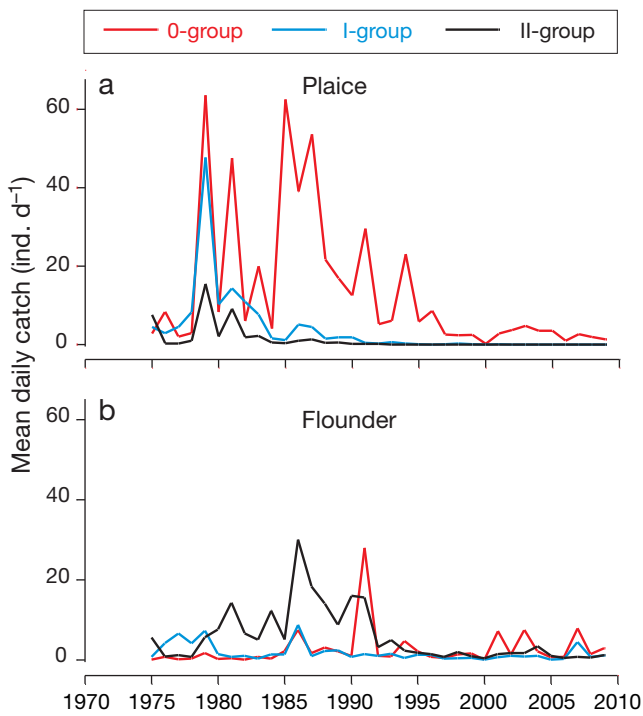 0-group I-group II-group
a Plaice
60
40
20
0
Mean daily catch (ind. d–1)
b Flounder
60
40
20
0
1970 1975 1980 1985 1990 1995 2000 2005 2010